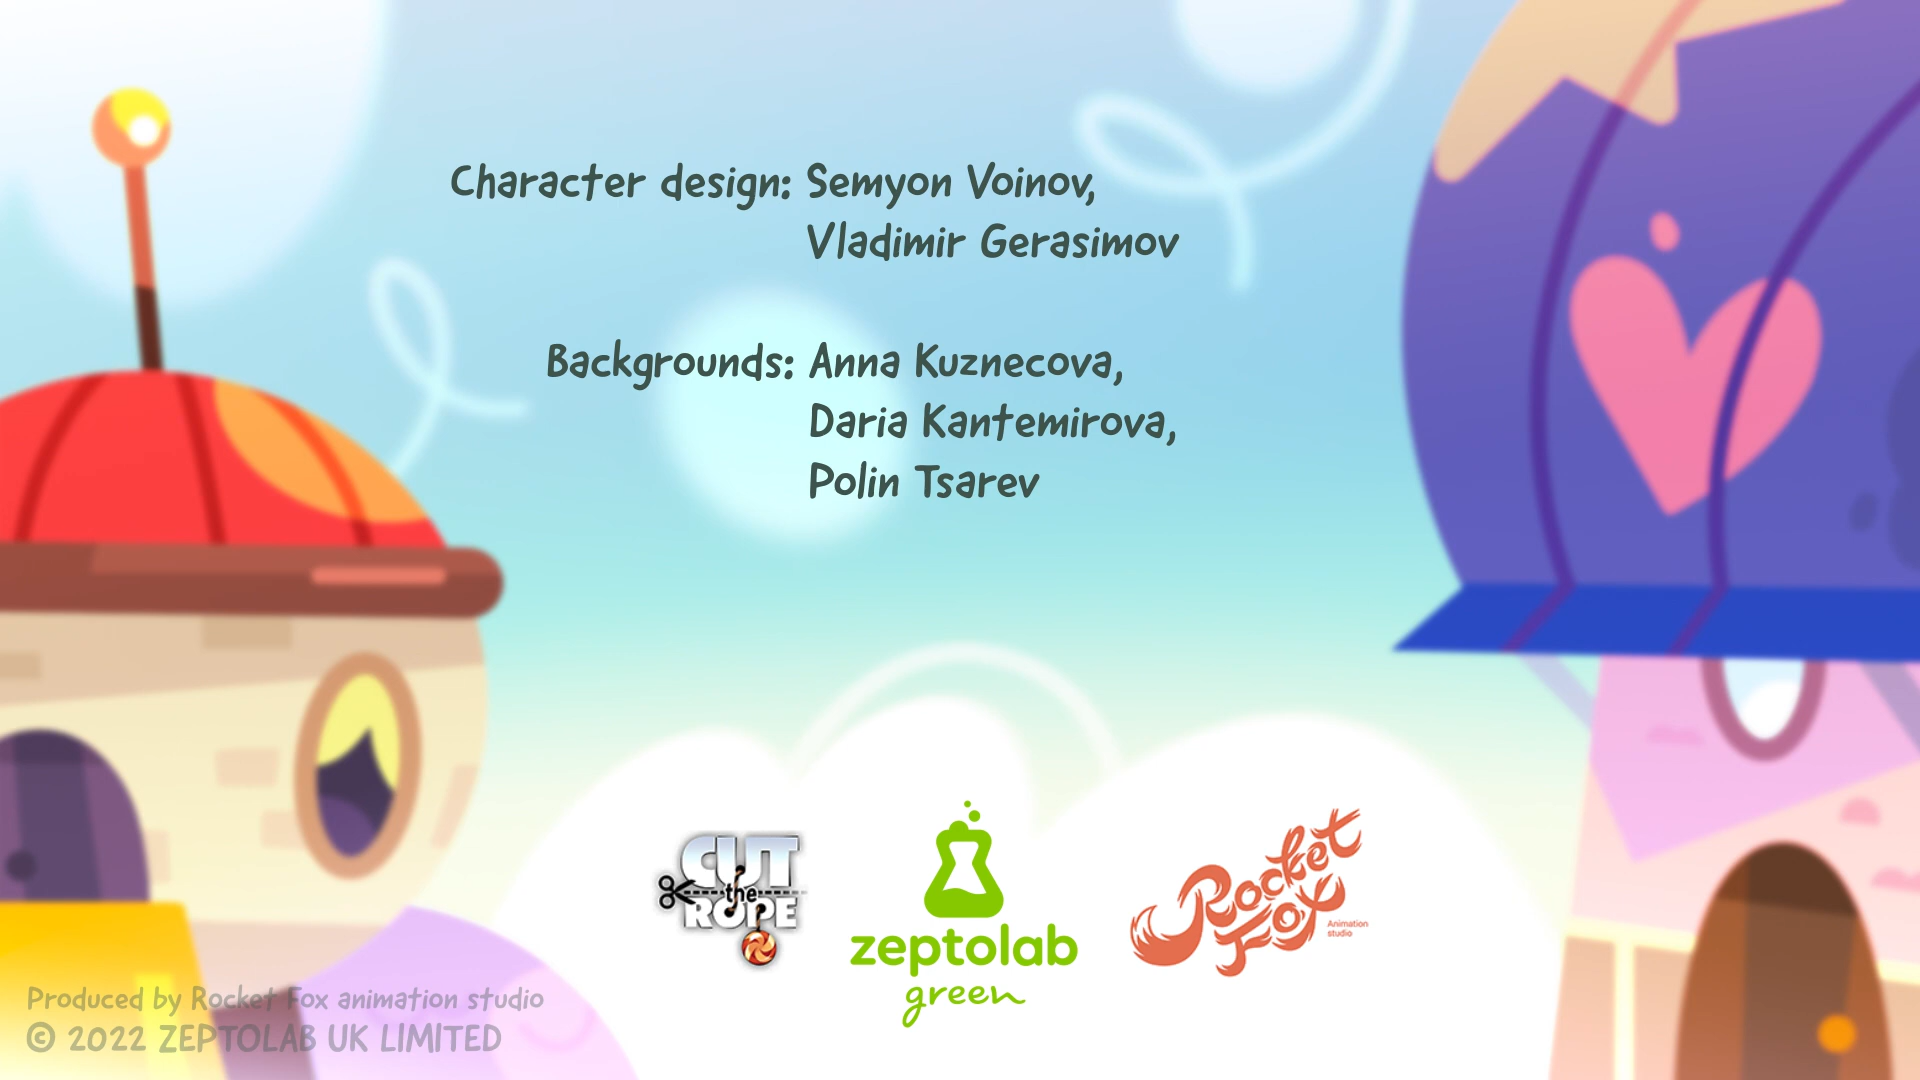 Character design: Semyon Voinov,
Vladimir Gerasimov
Backgrounds: Anna Kuznecova,
Daria Kantemirova,
Polin Tsarev
CUT
the
ROPE
zeptolab
green
Rocket
Fox
Animation
studio
Produced by Rocket Fox animation studio
© 2022 ZEPTOLAB UK LIMITED